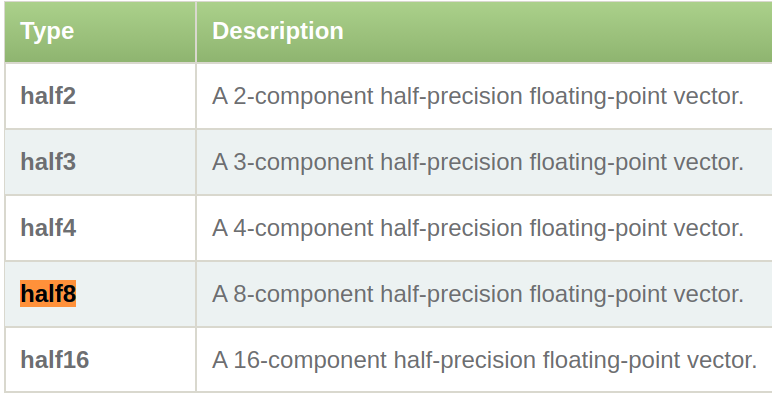 Type Description
half2 A 2-component half-precision floating-point vector.
half3 A 3-component half-precision floating-point vector.
half4 A 4-component half-precision floating-point vector.
half8 A 8-component half-precision floating-point vector.
half16 A 16-component half-precision floating-point vector.